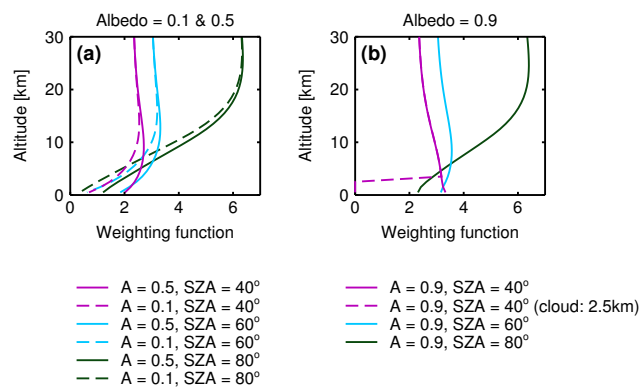 Albedo = 0.1 & 0.5
(a)
Altitude [km]
30
20
10
0
0 2 4 6
Weighting function
A = 0.5, SZA = 40°
A = 0.1, SZA = 40°
A = 0.5, SZA = 60°
A = 0.1, SZA = 60°
A = 0.5, SZA = 80°
A = 0.1, SZA = 80°
Albedo = 0.9
(b)
Altitude [km]
30
20
10
0
0 2 4 6
Weighting function
A = 0.9, SZA = 40°
A = 0.9, SZA = 40° (cloud: 2.5km)
A = 0.9, SZA = 60°
A = 0.9, SZA = 80°